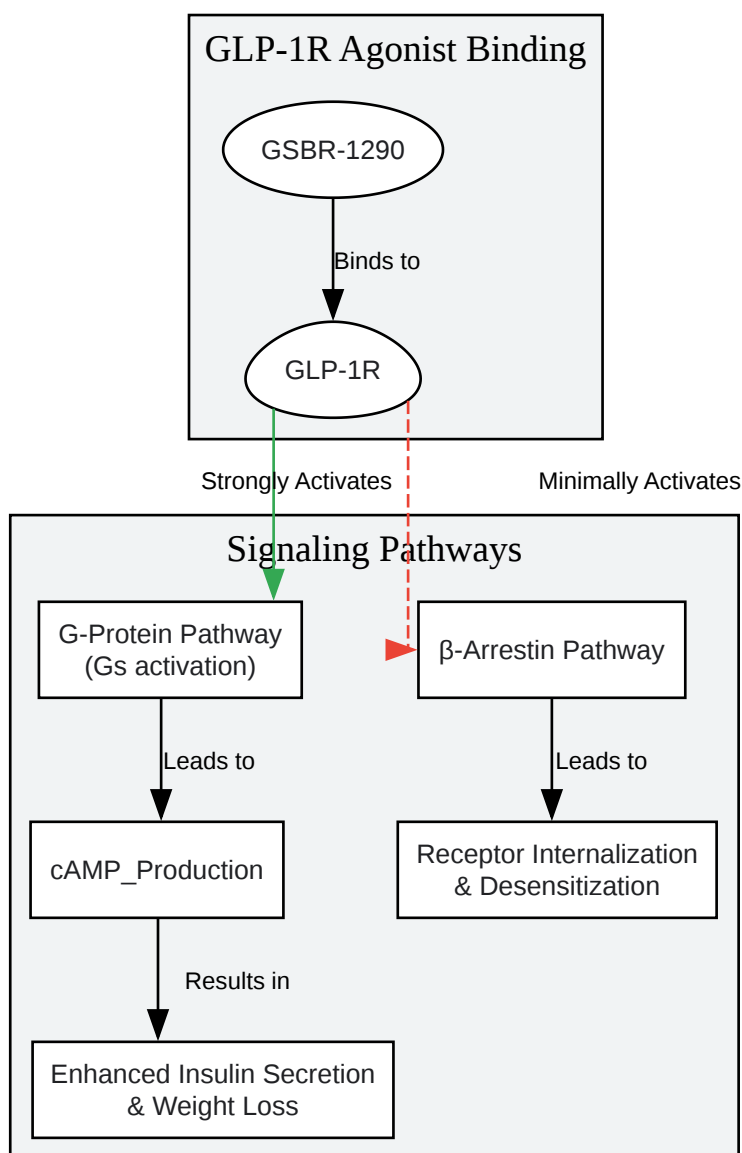 GLP-1R Agonist Binding
GSBR-1290
Binds to
GLP-1R
Strongly Activates
Minimally Activates
Signaling Pathways
G-Protein Pathway
(Gs activation)
β-Arrestin Pathway
Leads to
Leads to
cAMP_Production
Receptor Internalization
& Desensitization
Results in
Enhanced Insulin Secretion
& Weight Loss